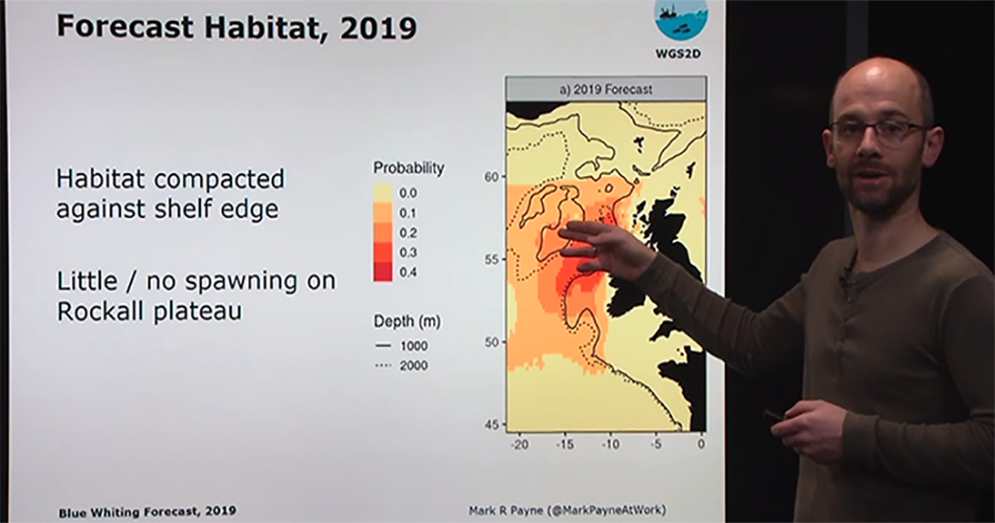 Forecast Habitat, 2019
WGS2D
Habitat compacted
against shelf edge
Little / no spawning on
Rockall plateau
Probability
0.0
0.1
0.2
0.3
0.4
Depth (m)
1000
2000
a) 2019 Forecast
60
55
50
45
-20 -15 -10 -5 0
Blue Whiting Forecast, 2019
Mark R Payne (@MarkPayneAtWork)